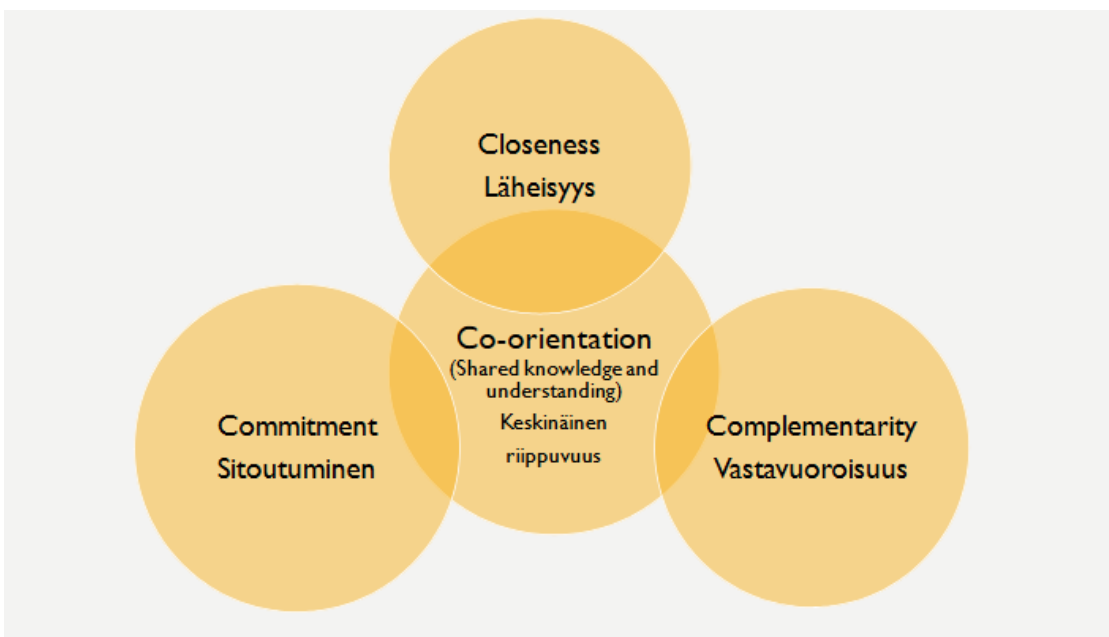 Closeness
Läheisyys
Co-orientation
(Shared knowledge and
understanding)
Keskinäinen
riippuvuus
Commitment
Sitoutuminen
Complementarity
Vastavuoroisuus